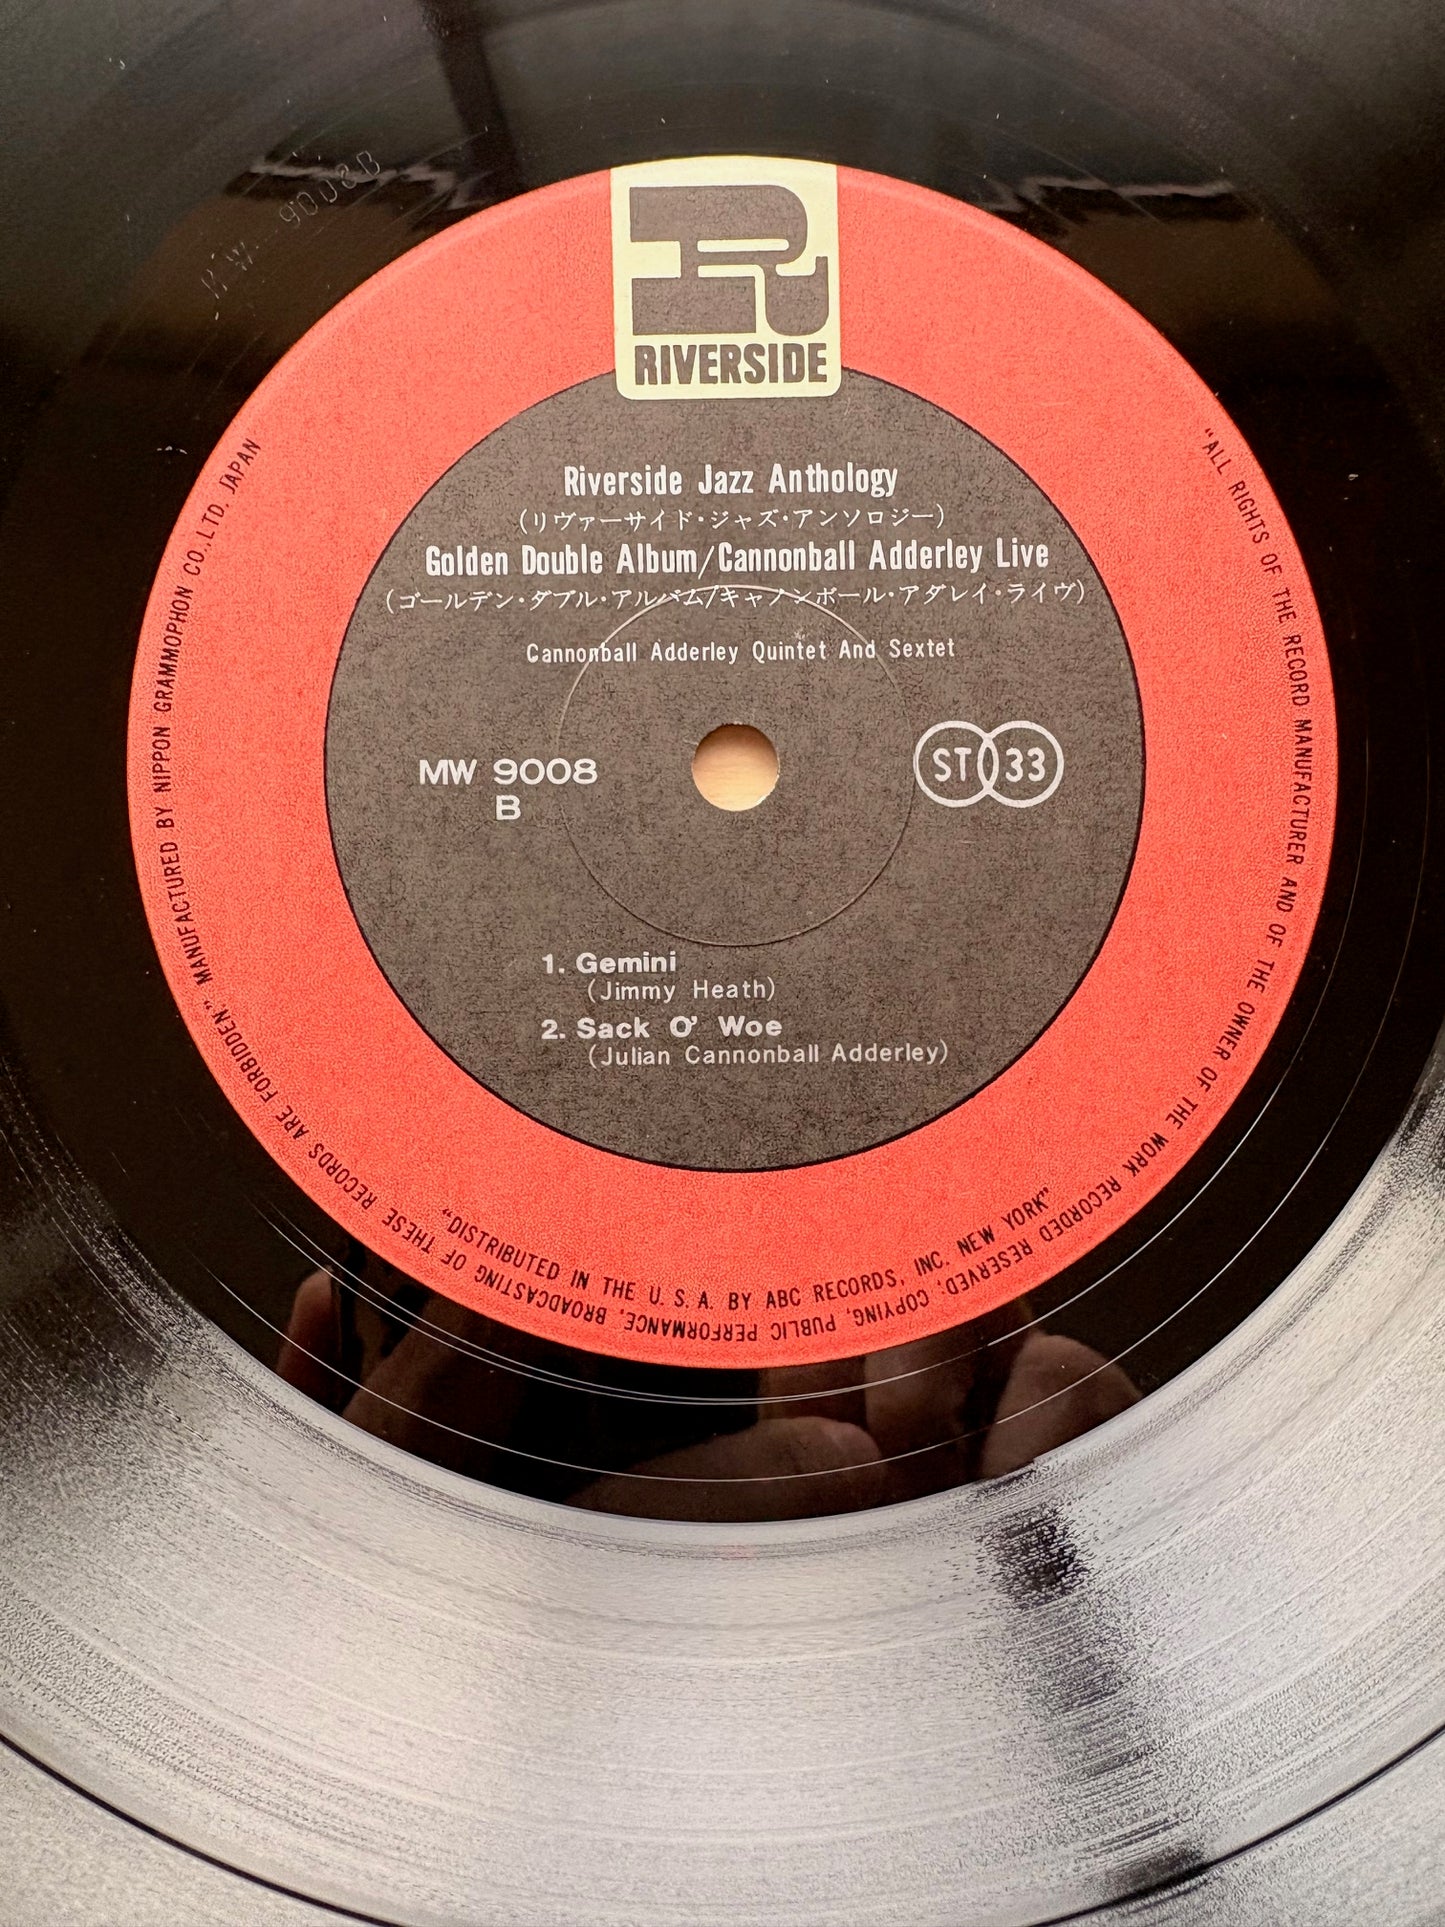 MW 9008B
RIVERSIDE
Riverside Jazz Anthology
(リヴァーサイド・ジャズ・アンソロジー)
Golden Double Album/Cannonball Adderley Live
(ゴールデン・ダブル・アルバム/キャノンボール・アダレイ・ライヴ)
Cannonball Adderley Quintet And Sextet
MW 9008
B
ST 33
1. Gemini
(Jimmy Heath)
2. Sack O' Woe
(Julian Cannonball Adderley)
"ALL RIGHTS OF THE RECORD MANUFACTURER AND OF THE OWNER OF THE WORK RECORDED RESERVED, COPYING, PUBLIC PERFORMANCE, BROADCASTING OF THESE RECORDS ARE FORBIDDEN." MANUFACTURED BY NIPPON GRAMMOPHON CO., LTD. JAPAN
"DISTRIBUTED IN THE U. S. A. BY ABC RECORDS, INC. NEW YORK"